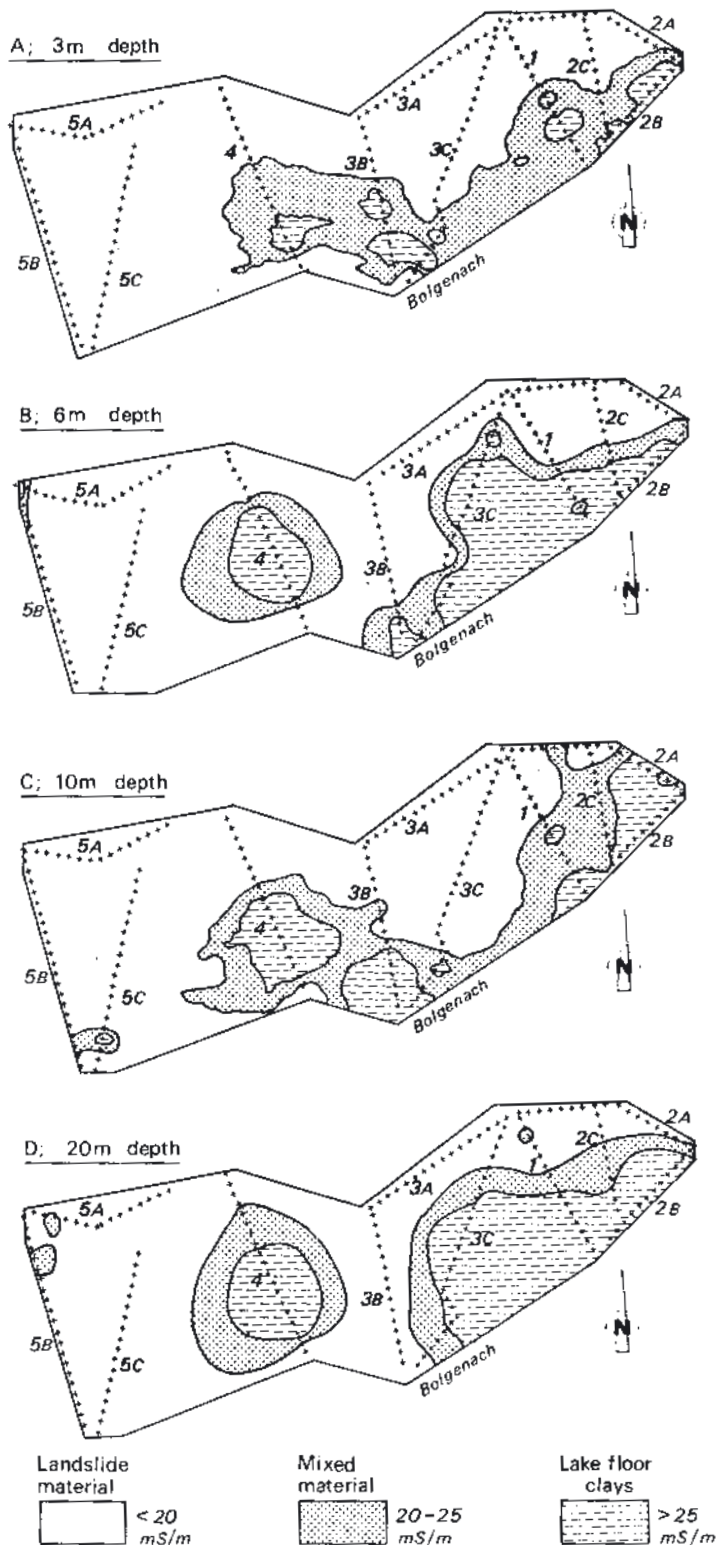 A; 3m depth
2A
1
2C
5A
3A
2B
4
3B
3C
N
5B
5C
Bolgenach
B; 6m depth
2A
1
2C
5A
3A
2B
3C
4
3B
N
5B
5C
Bolgenach
C; 10m depth
2A
2C
5A
3A
1
2B
3B
3C
4
N
5B
5C
Bolgenach
D; 20m depth
2A
2C
1
5A
3A
2B
3C
4
3B
N
5B
5C
Bolgenach
Landslide material
<20 mS/m
Mixed material
20-25 mS/m
Lake floor clays
>25 mS/m